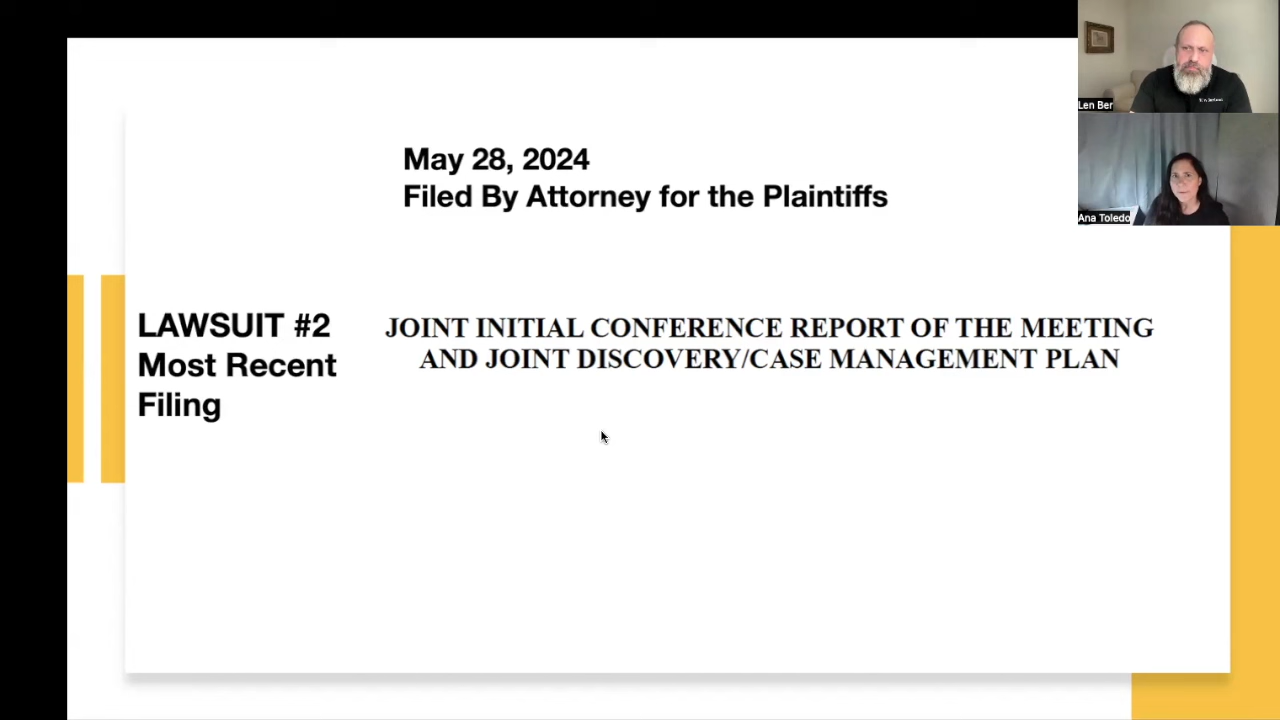 May 28, 2024
Filed By Attorney for the Plaintiffs
LAWSUIT #2
Most Recent
Filing
JOINT INITIAL CONFERENCE REPORT OF THE MEETING
AND JOINT DISCOVERY/CASE MANAGEMENT PLAN
Len Ber
Ana Toledo